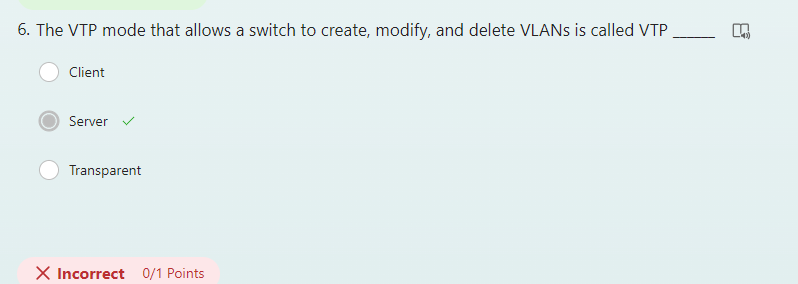 6. The VTP mode that allows a switch to create, modify, and delete VLANs is called VTP ______
Client
Server
Transparent
Incorrect 0/1 Points